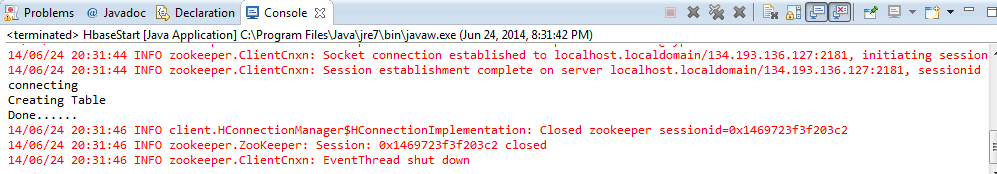 Problems @ Javadoc Declaration Console
<terminated> HbaseStart [Java Application] C:\Program Files\Java\jre7\bin\javaw.exe (Jun 24, 2014, 8:31:42 PM)
14/06/24 20:31:44 INFO zookeeper.ClientCnxn: Socket connection established to localhost.localdomain/134.193.136.127:2181, initiating session
14/06/24 20:31:44 INFO zookeeper.ClientCnxn: Session establishment complete on server localhost.localdomain/134.193.136.127:2181, sessionid
connecting
Creating Table
Done......
14/06/24 20:31:46 INFO client.HConnectionManager$HConnectionImplementation: Closed zookeeper sessionid=0x1469723f3f203c2
14/06/24 20:31:46 INFO zookeeper.ZooKeeper: Session: 0x1469723f3f203c2 closed
14/06/24 20:31:46 INFO zookeeper.ClientCnxn: EventThread shut down